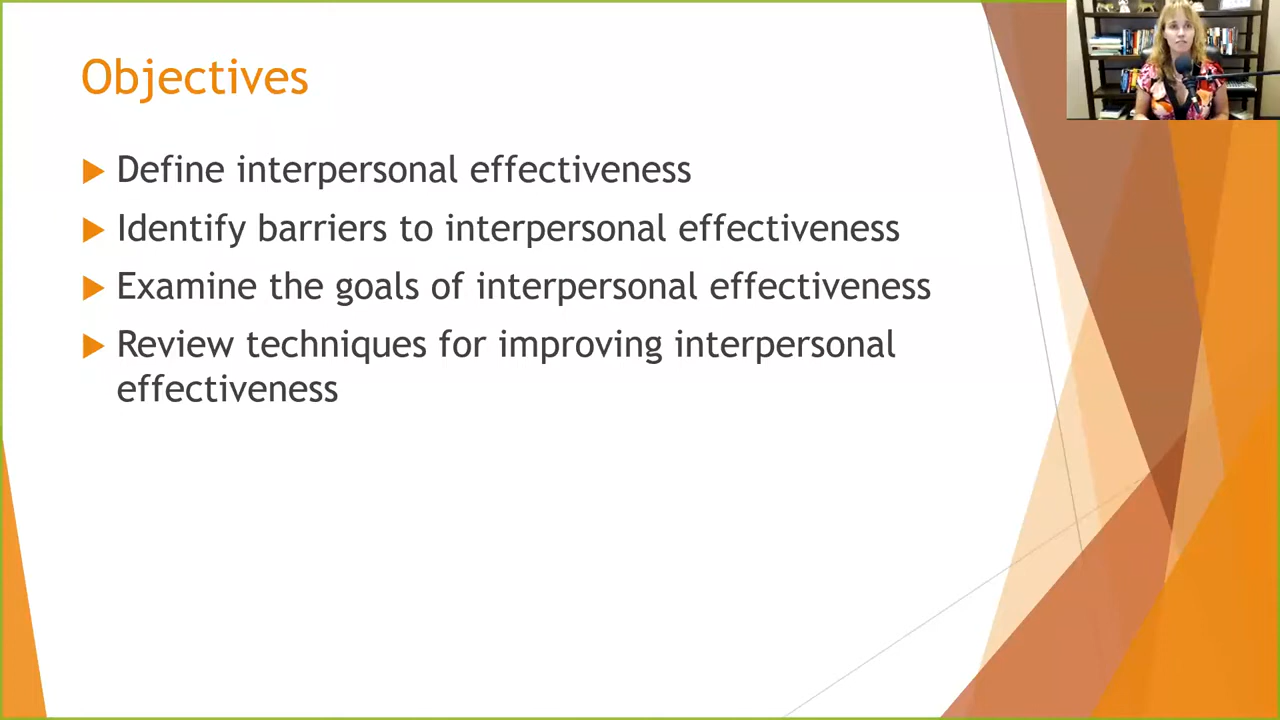 Objectives
Define interpersonal effectiveness
Identify barriers to interpersonal effectiveness
Examine the goals of interpersonal effectiveness
Review techniques for improving interpersonal
effectiveness